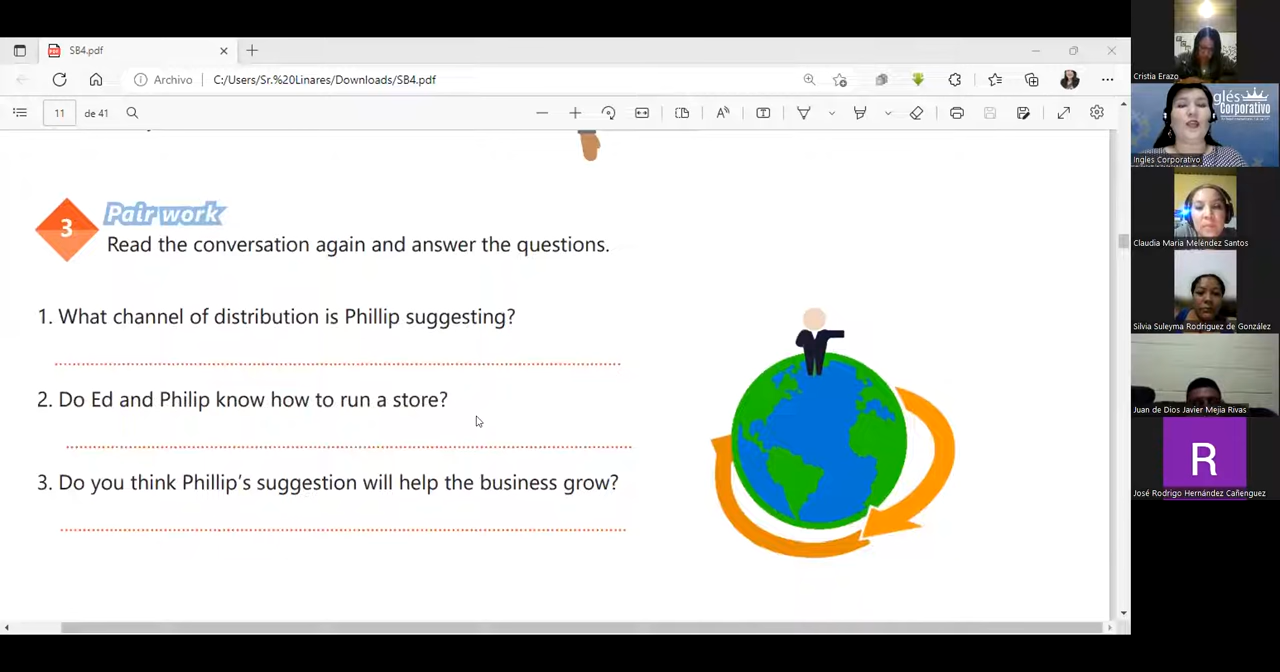 SB4.pdf
Archivo
C:/Users/Sr.%20Linares/Downloads/SB4.pdf
11
de 41
3
Pair work
Read the conversation again and answer the questions.
1. What channel of distribution is Phillip suggesting?
2. Do Ed and Philip know how to run a store?
3. Do you think Phillip's suggestion will help the business grow?
Cristia Erazo
glés
Corporativo
Ingles Corporativo
Claudia Maria Meléndez Santos
Silvia Suleyma Rodriguez de González
Juan de Dios Javier Mejia Rivas
R
José Rodrigo Hernández Cañenguez